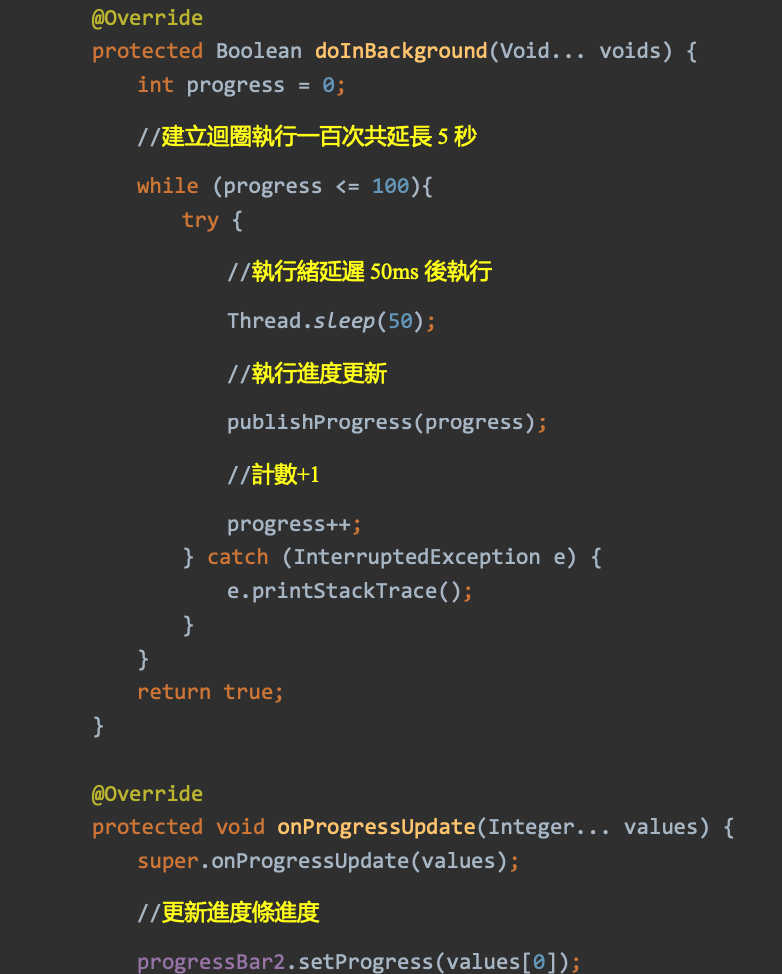 @Override
protected Boolean doInBackground(Void... voids) {
int progress = 0;
//建立迴圈執行一百次共延長 5 秒
while (progress <= 100){
try {
//執行緒延遲 50ms 後執行
Thread.sleep(50);
//執行進度更新
publishProgress(progress);
//計數+1
progress++;
} catch (InterruptedException e) {
e.printStackTrace();
}
}
return true;
}
@Override
protected void onProgressUpdate(Integer... values) {
super.onProgressUpdate(values);
//更新進度條進度
progressBar2.setProgress(values[0]);